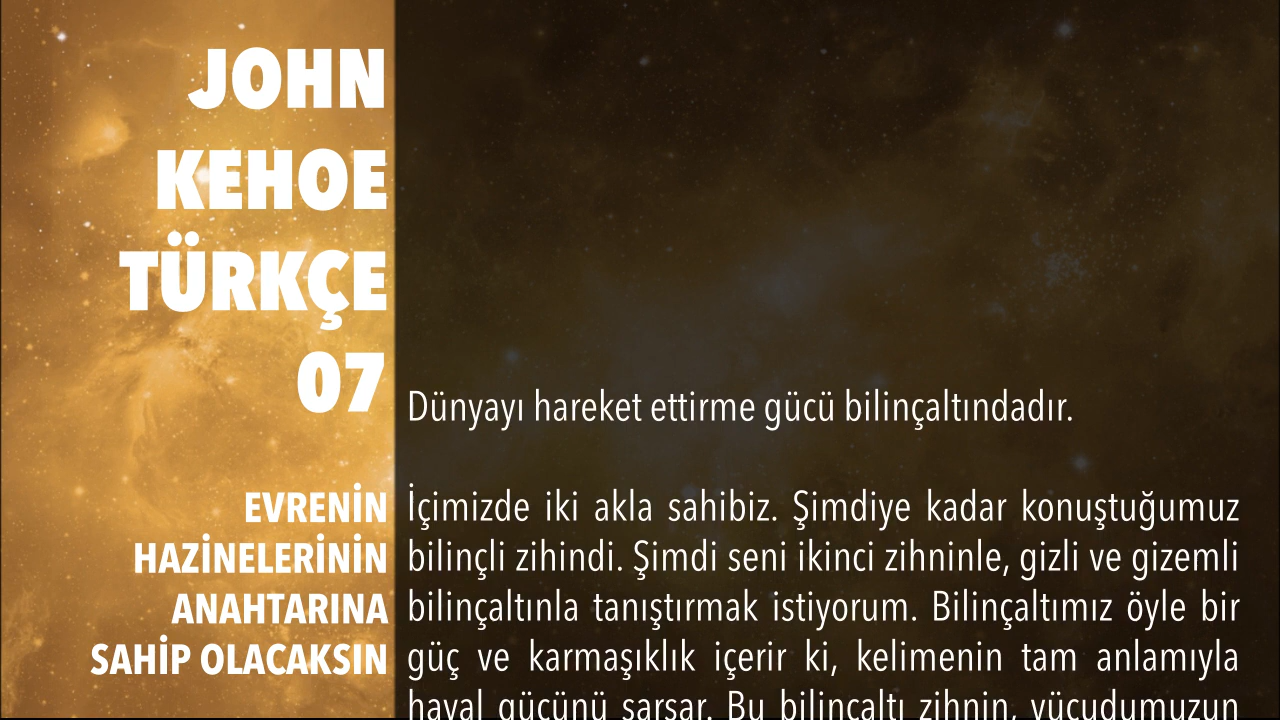 JOHN
KEHOE
TÜRKÇE
07
EVRENİN
HAZİNELERİNİN
ANAHTARINA
SAHİP OLACAKSIN
Dünyayı hareket ettirme gücü bilinçaltındadır.
İçimizde iki akla sahibiz. Şimdiye kadar konuştuğumuz
bilinçli zihindi. Şimdi seni ikinci zihninle, gizli ve gizemli
bilinçaltınla tanıştırmak istiyorum. Bilinçaltımız öyle bir
güç ve karmaşıklık içerir ki, kelimenin tam anlamıyla
hayal gücünü sarsar. Bu bilinçaltı zihnin, vücudumuzun